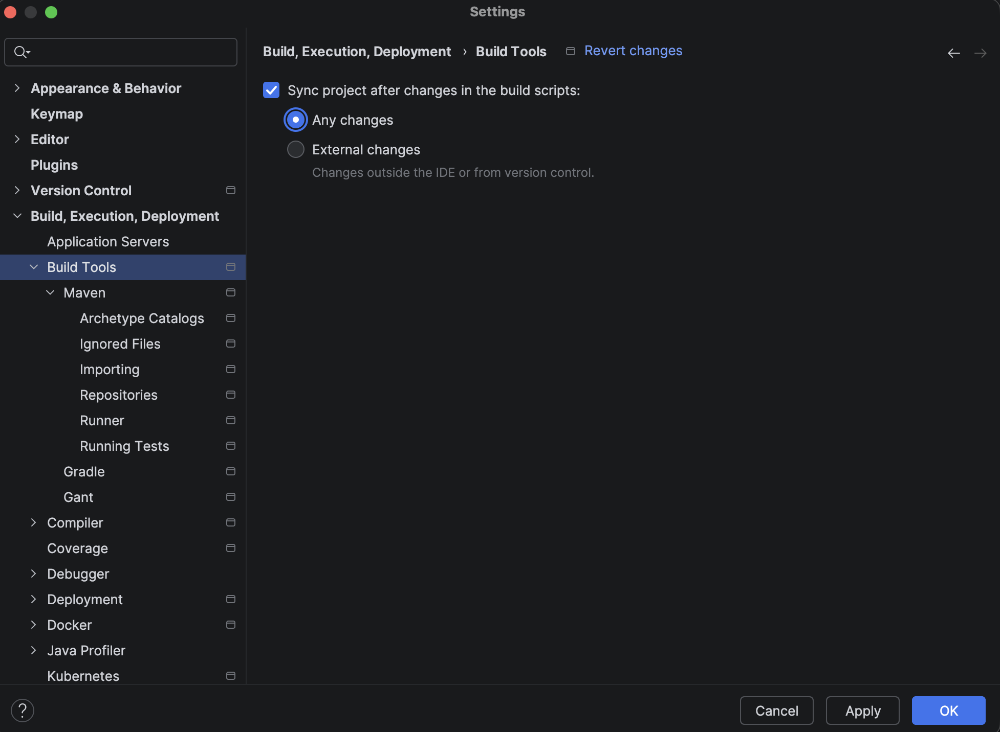 Settings
Build, Execution, Deployment › Build Tools Revert changes
Appearance & Behavior
Keymap
Editor
Plugins
Version Control
Build, Execution, Deployment
Application Servers
Build Tools
Maven
Archetype Catalogs
Ignored Files
Importing
Repositories
Runner
Running Tests
Gradle
Gant
Compiler
Coverage
Debugger
Deployment
Docker
Java Profiler
Kubernetes
Sync project after changes in the build scripts:
Any changes
External changes
Changes outside the IDE or from version control.
?
Cancel
Apply
OK